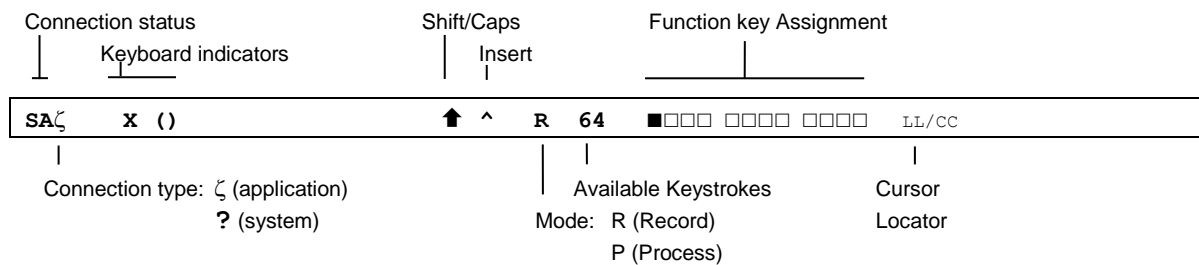 Connection status Shift/Caps Function key Assignment
Keyboard indicators Insert
SAζ X () ⬆ ^ R 64 ■□□□ □□□□ □□□□ LL/CC
Connection type: ζ (application) Available Keystrokes Cursor
? (system) Mode: R (Record) Locator
P (Process)